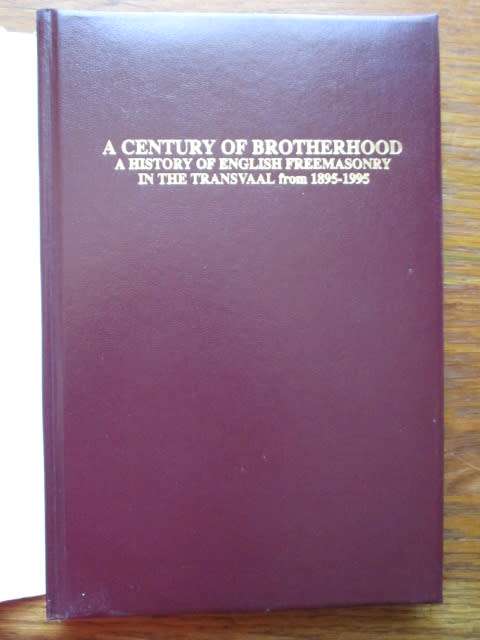 A CENTURY OF BROTHERHOOD
A HISTORY OF ENGLISH FREEMASONRY
IN THE TRANSVAAL from 1895-1995